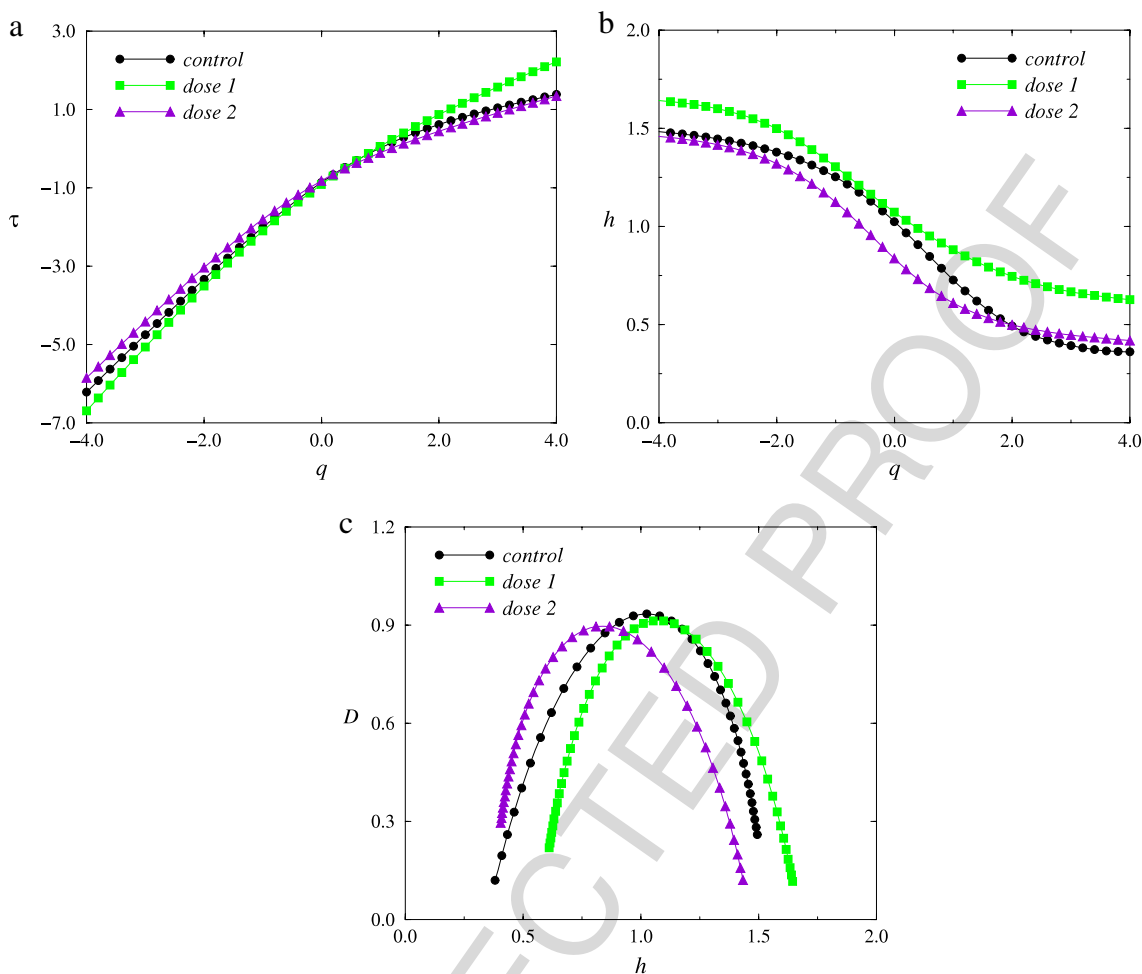 a
3.0
1.0
−1.0
−3.0
−5.0
−7.0
τ
−4.0 −2.0 0.0 2.0 4.0
q
control
dose 1
dose 2
b
2.0
1.5
1.0
0.5
0.0
h
−4.0 −2.0 0.0 2.0 4.0
q
control
dose 1
dose 2
c
1.2
0.9
0.6
0.3
0.0
D
0.0 0.5 1.0 1.5 2.0
h
control
dose 1
dose 2
CTED PROOF